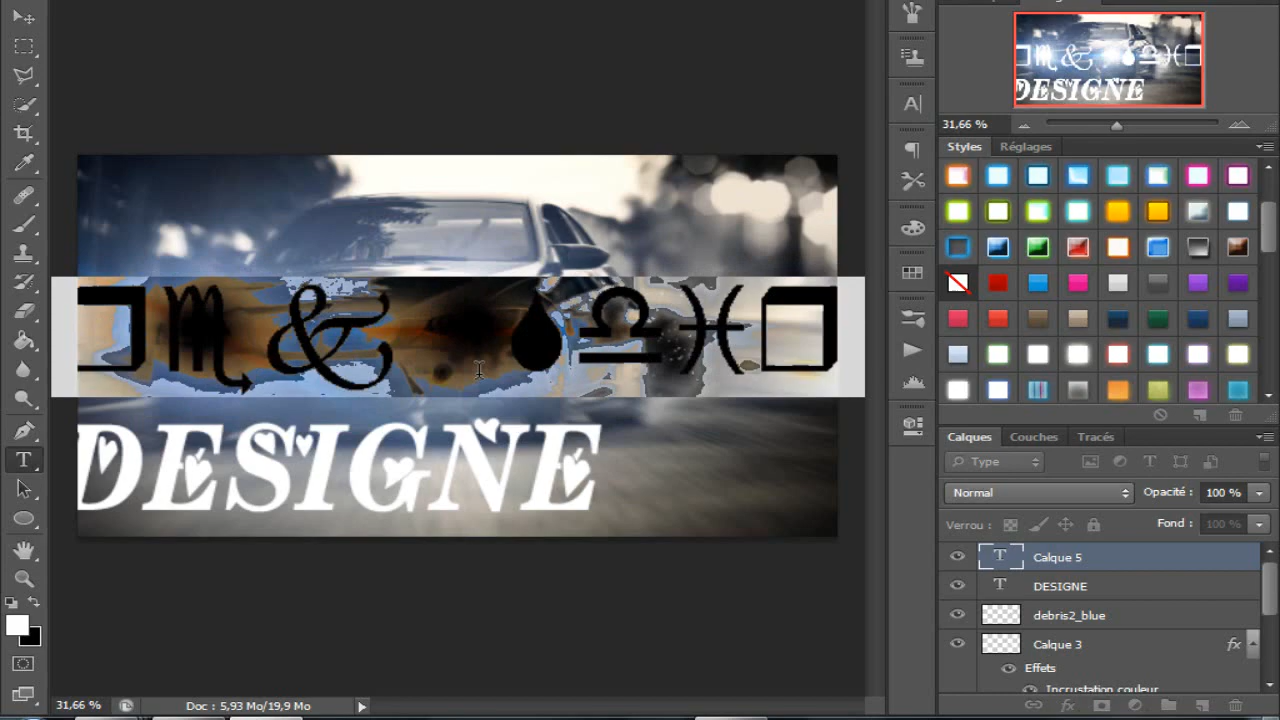 31,66 %
Styles Réglages
DESIGNE
Calques Couches Tracés
Type
Normal Opacité : 100 %
Verrou : Fond : 100 %
Calque 5
DESIGNE
debris2_blue
Calque 3 fx
Effets
Incrustation couleur
31,66 % Doc : 5,93 Mo/19,9 Mo